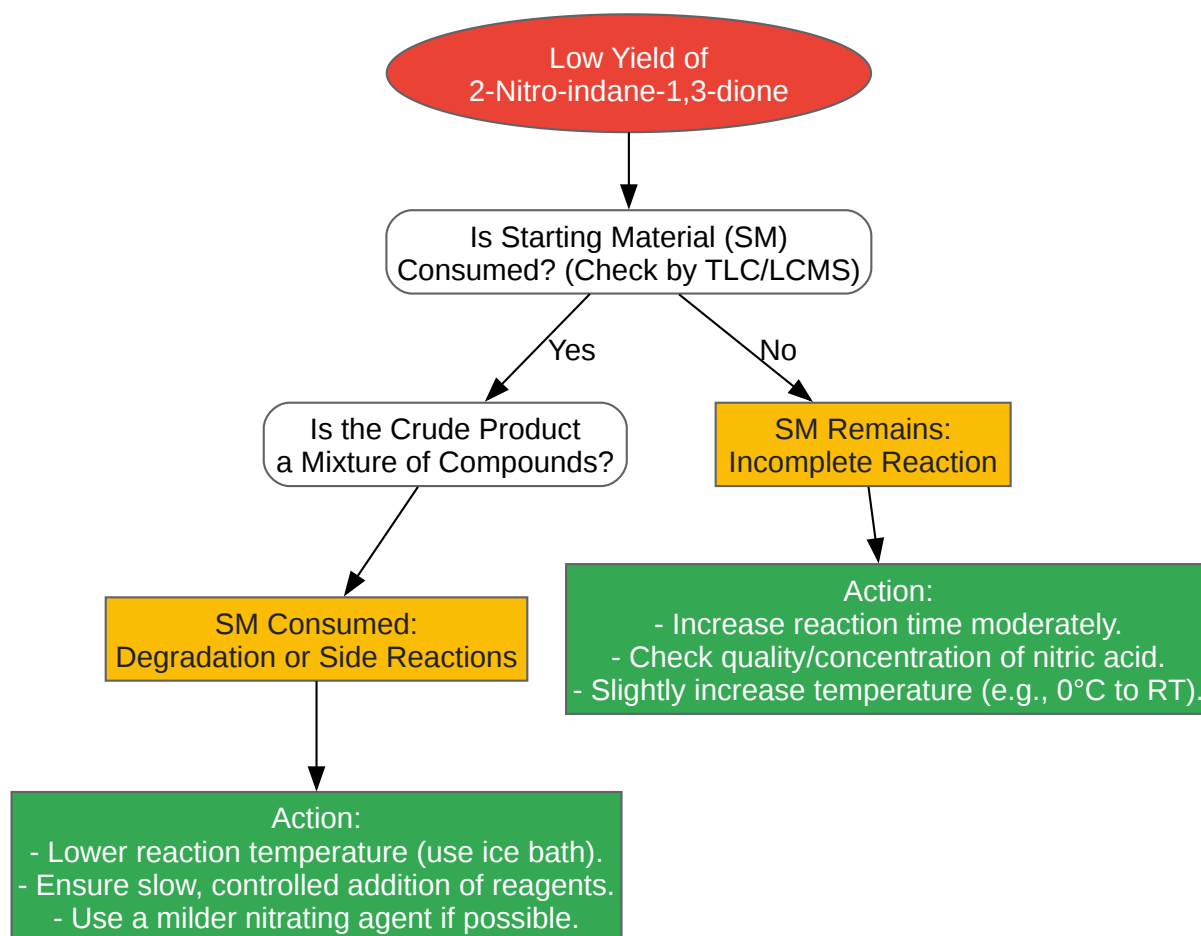 Low Yield of
2-Nitro-indane-1,3-dione
Is Starting Material (SM)
Consumed? (Check by TLC/LCMS)
Yes
No
Is the Crude Product
a Mixture of Compounds?
SM Remains:
Incomplete Reaction
SM Consumed:
Degradation or Side Reactions
Action:
- Increase reaction time moderately.
- Check quality/concentration of nitric acid.
- Slightly increase temperature (e.g., 0°C to RT).
Action:
- Lower reaction temperature (use ice bath).
- Ensure slow, controlled addition of reagents.
- Use a milder nitrating agent if possible.